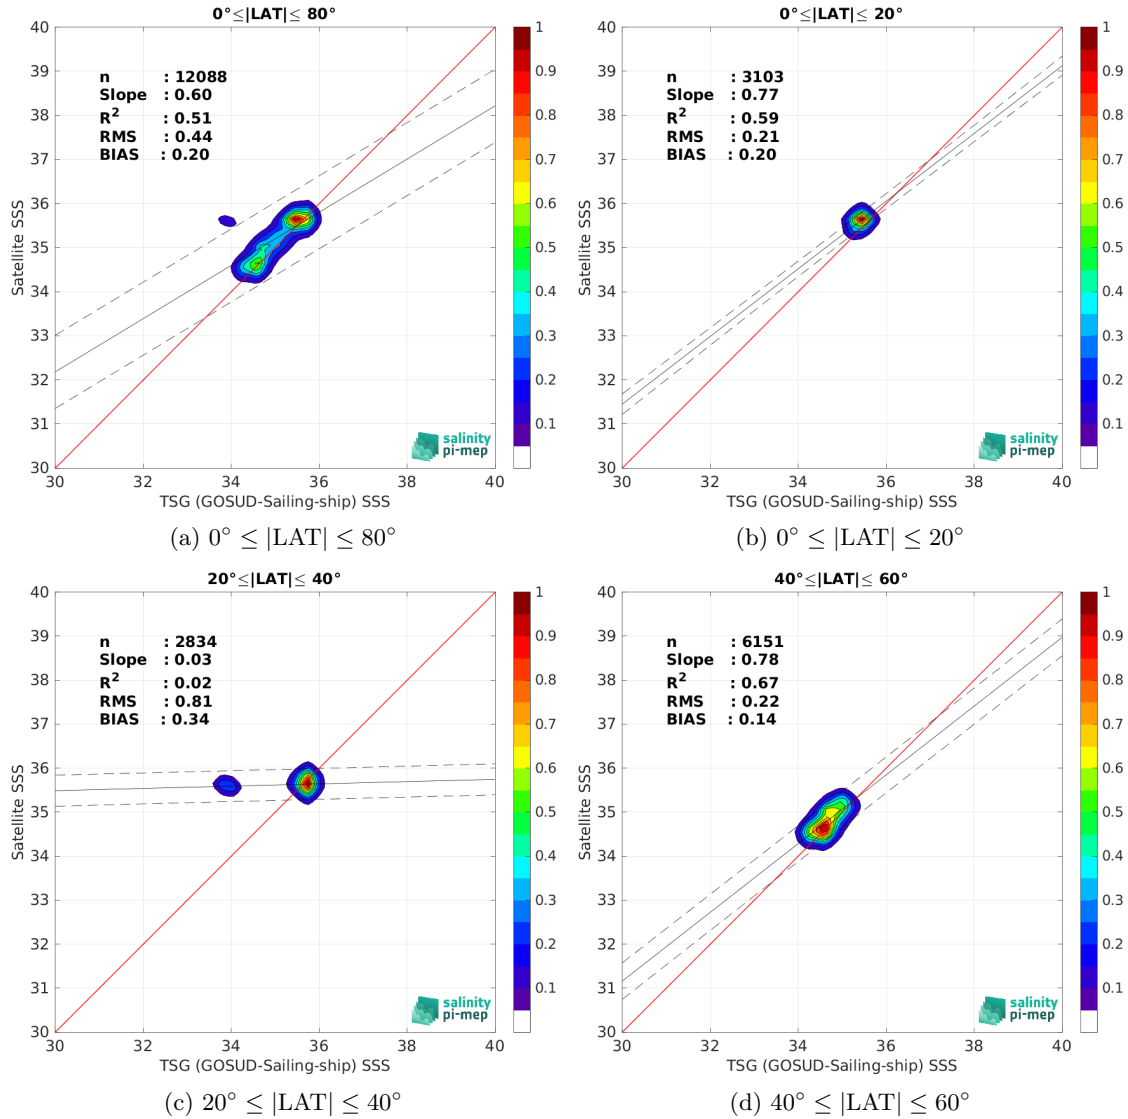 0°≤|LAT|≤ 80°
n : 12088
Slope : 0.60
R² : 0.51
RMS : 0.44
BIAS : 0.20
Satellite SSS
40
39
38
37
36
35
34
33
32
31
30
30 32 34 36 38 40
TSG (GOSUD-Sailing-ship) SSS
1
0.9
0.8
0.7
0.6
0.5
0.4
0.3
0.2
0.1
salinity
pi-mep
(a) 0° ≤ |LAT| ≤ 80°
0°≤|LAT|≤ 20°
n : 3103
Slope : 0.77
R² : 0.59
RMS : 0.21
BIAS : 0.20
Satellite SSS
40
39
38
37
36
35
34
33
32
31
30
30 32 34 36 38 40
TSG (GOSUD-Sailing-ship) SSS
1
0.9
0.8
0.7
0.6
0.5
0.4
0.3
0.2
0.1
salinity
pi-mep
(b) 0° ≤ |LAT| ≤ 20°
20°≤|LAT|≤ 40°
n : 2834
Slope : 0.03
R² : 0.02
RMS : 0.81
BIAS : 0.34
Satellite SSS
40
39
38
37
36
35
34
33
32
31
30
30 32 34 36 38 40
TSG (GOSUD-Sailing-ship) SSS
1
0.9
0.8
0.7
0.6
0.5
0.4
0.3
0.2
0.1
salinity
pi-mep
(c) 20° ≤ |LAT| ≤ 40°
40°≤|LAT|≤ 60°
n : 6151
Slope : 0.78
R² : 0.67
RMS : 0.22
BIAS : 0.14
Satellite SSS
40
39
38
37
36
35
34
33
32
31
30
30 32 34 36 38 40
TSG (GOSUD-Sailing-ship) SSS
1
0.9
0.8
0.7
0.6
0.5
0.4
0.3
0.2
0.1
salinity
pi-mep
(d) 40° ≤ |LAT| ≤ 60°